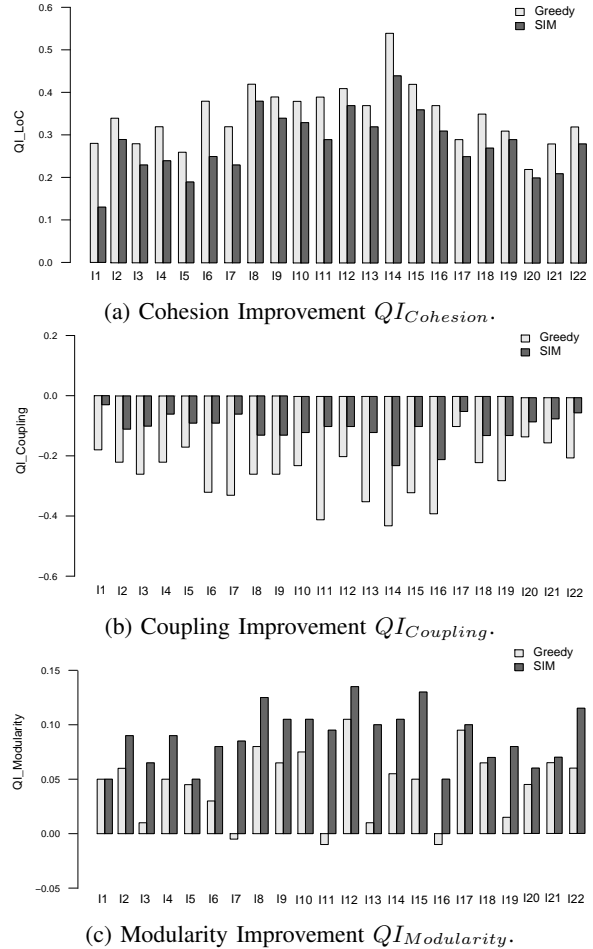 Greedy
SIM
QI_LoC
0.6
0.5
0.4
0.3
0.2
0.1
0.0
I1 I2 I3 I4 I5 I6 I7 I8 I9 I10 I11 I12 I13 I14 I15 I16 I17 I18 I19 I20 I21 I22
(a) Cohesion Improvement QI_Cohesion.
Greedy
SIM
QI_Coupling
0.2
0.0
−0.2
−0.4
−0.6
I1 I2 I3 I4 I5 I6 I7 I8 I9 I10 I11 I12 I13 I14 I15 I16 I17 I18 I19 I20 I21 I22
(b) Coupling Improvement QI_Coupling.
Greedy
SIM
QI_Modularity
0.15
0.10
0.05
0.00
−0.05
I1 I2 I3 I4 I5 I6 I7 I8 I9 I10 I11 I12 I13 I14 I15 I16 I17 I18 I19 I20 I21 I22
(c) Modularity Improvement QI_Modularity.